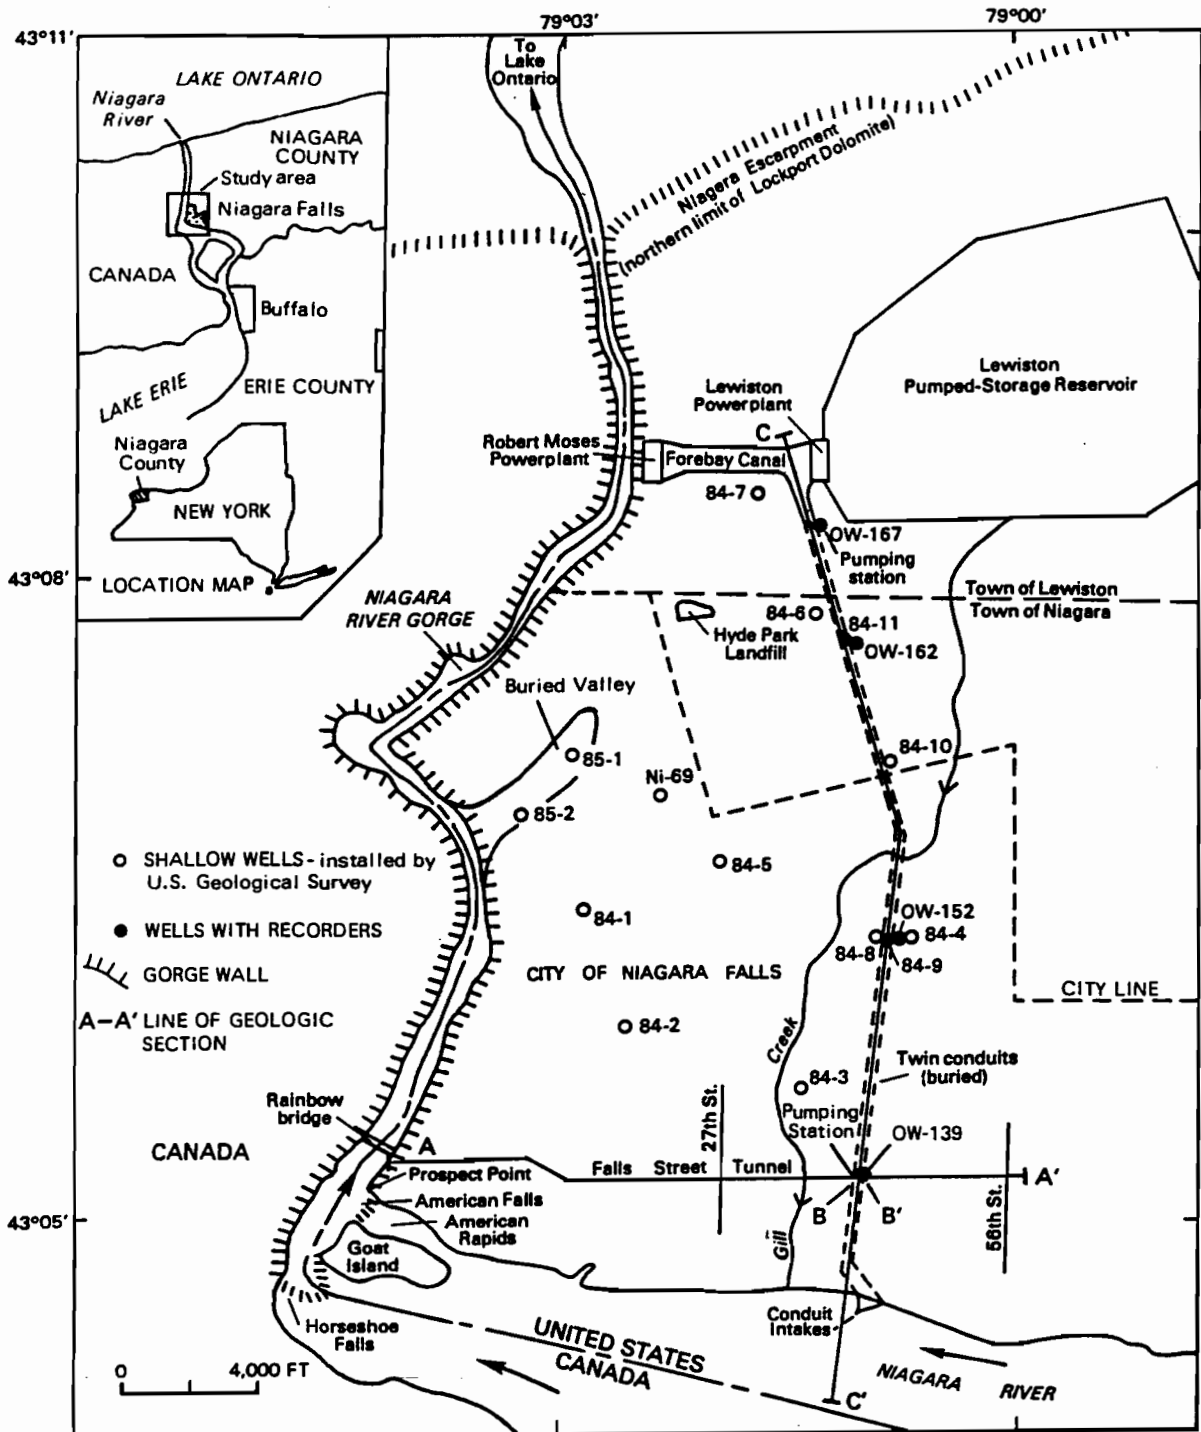 79°03'
79°00'
43°11'
To
Lake
Ontario
LAKE ONTARIO
Niagara
River
NIAGARA
COUNTY
Study area
Niagara Falls
CANADA
Buffalo
LAKE ERIE
ERIE COUNTY
Niagara
County
NEW YORK
LOCATION MAP
Niagara Escarpment
(northern limit of Lockport Dolomite)
Lewiston
Pumped-Storage Reservoir
Lewiston
Powerplant
C
Robert Moses
Powerplant
Forebay Canal
84-7
OW-167
Pumping
station
43°08'
Town of Lewiston
Town of Niagara
NIAGARA
RIVER GORGE
84-6
Hyde Park
Landfill
84-11
OW-162
Buried Valley
85-1
84-10
Ni-69
85-2
84-5
SHALLOW WELLS - installed by
U.S. Geological Survey
WELLS WITH RECORDERS
GORGE WALL
A-A' LINE OF GEOLOGIC
SECTION
84-1
OW-152
84-8
84-4
84-9
CITY OF NIAGARA FALLS
CITY LINE
84-2
Creek
Twin conduits
(buried)
84-3
27th St.
Rainbow
bridge
Pumping
Station
OW-139
CANADA
A
Prospect Point
Falls Street Tunnel
A'
American Falls
American
Rapids
B
B'
56th St.
43°05'
Goat
Island
Gill
Conduit
Intakes
Horseshoe
Falls
UNITED STATES
CANADA
NIAGARA RIVER
0 4,000 FT
C'